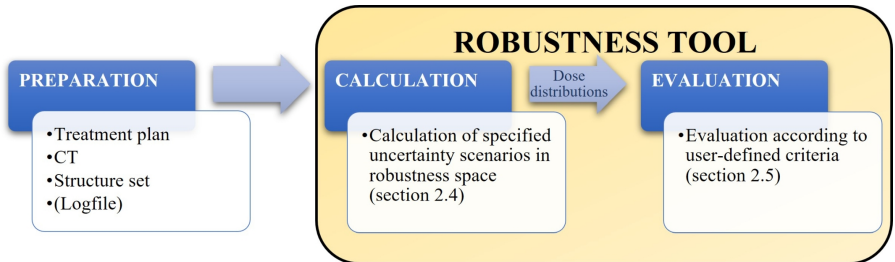 ROBUSTNESS TOOL
PREPARATION
•Treatment plan
•CT
•Structure set
•(Logfile)
CALCULATION
•Calculation of specified
uncertainty scenarios in
robustness space
(section 2.4)
Dose
distributions
EVALUATION
•Evaluation according to
user-defined criteria
(section 2.5)